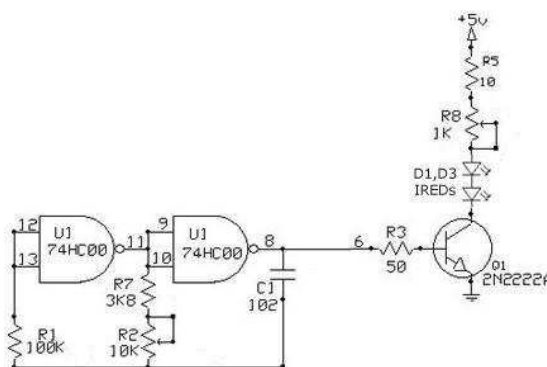 +5v
R5
10
R8
1K
D1,D3
IREDs
12
U1
11
9
U1
8
6
R3
13
74HC00
10
74HC00
50
R7
3K8
C1
102
Q1
2N2222A
R1
100K
R2
10K